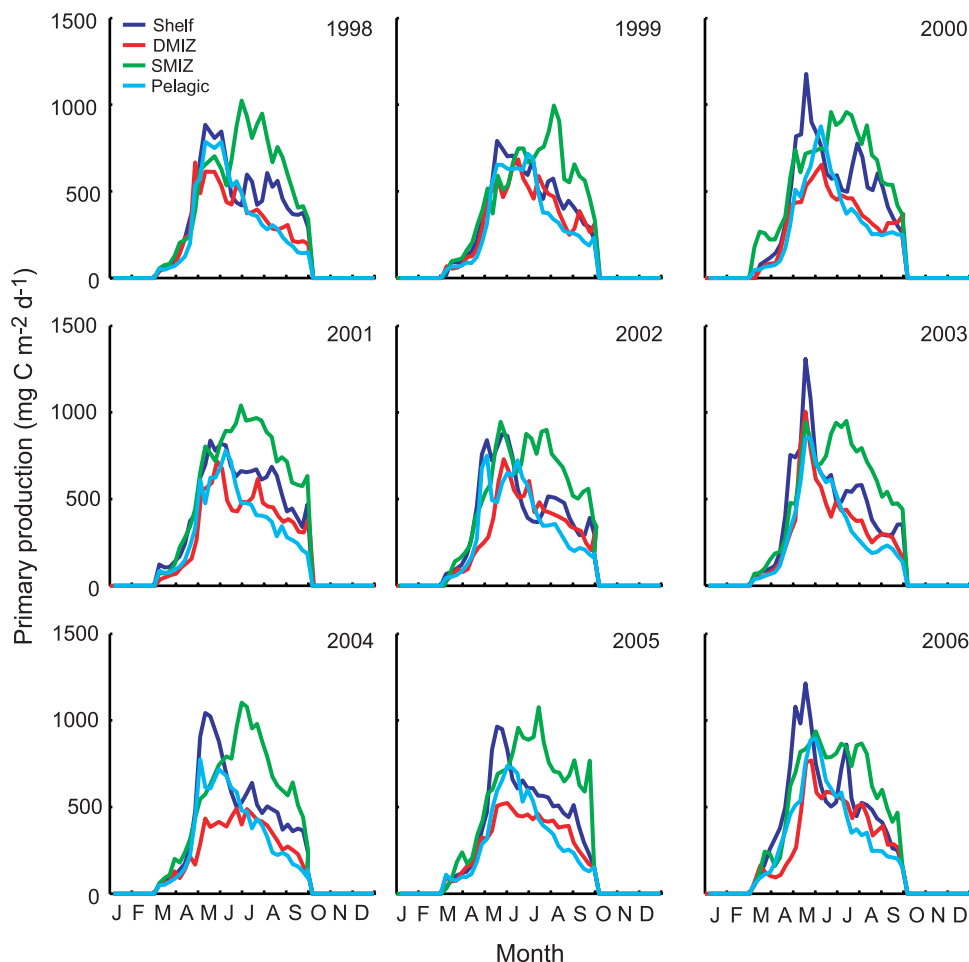 Primary production (mg C m-2 d-1)
Shelf
DMIZ
SMIZ
Pelagic
1998
1999
2000
1500
1000
500
0
2001
2002
2003
1500
1000
500
0
2004
2005
2006
1500
1000
500
0
J F M A M J J A S O N D
J F M A M J J A S O N D
J F M A M J J A S O N D
Month